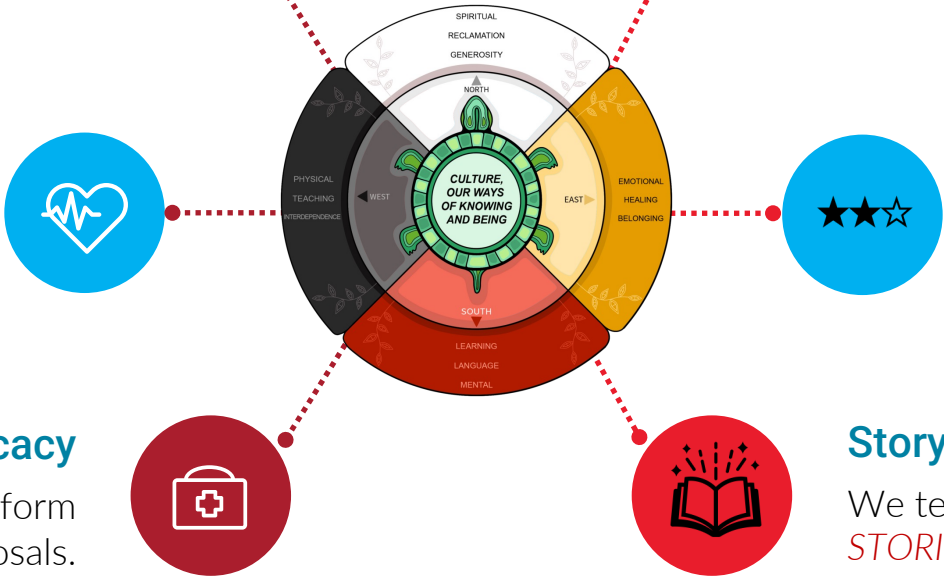 SPIRITUAL
RECLAMATION
GENEROSITY
NORTH
PHYSICAL
TEACHING
INTERDEPENDENCE
WEST
CULTURE,
OUR WAYS
OF KNOWING
AND BEING
EAST
EMOTIONAL
HEALING
BELONGING
SOUTH
LEARNING
LANGUAGE
MENTAL
cacy
form
osals.
Story
We te
STORI